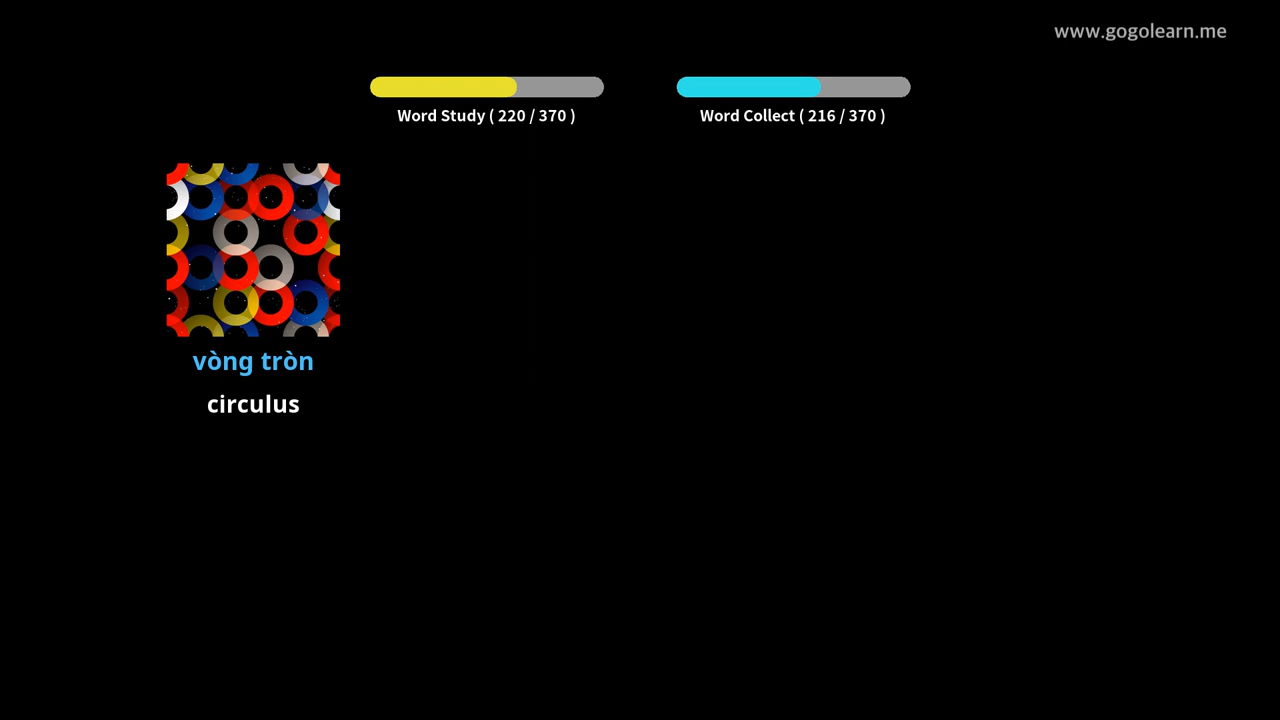 www.gogolearn.me
Word Study ( 220 / 370 )
Word Collect ( 216 / 370 )
vòng tròn
circulus